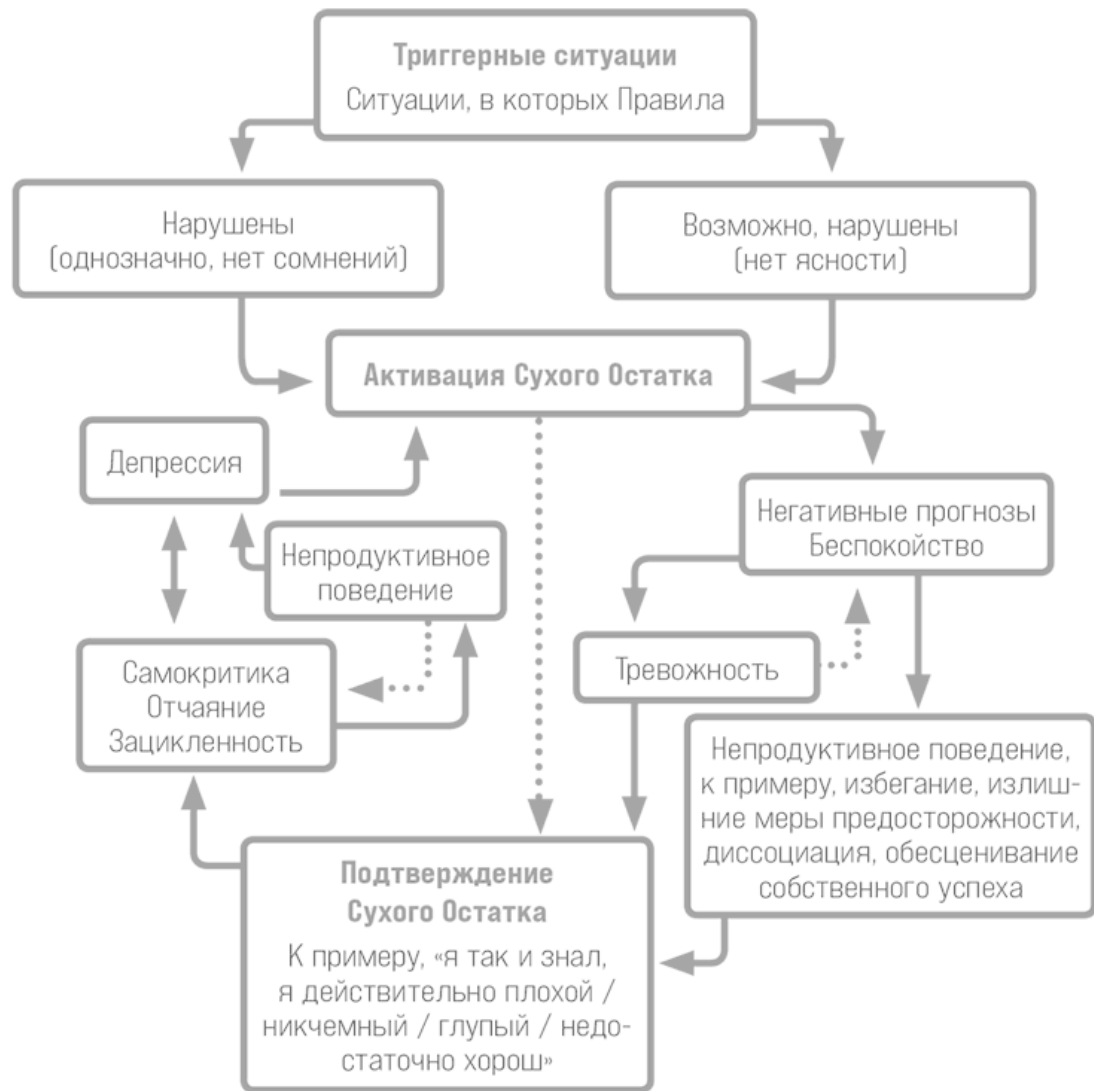 Триггерные ситуации
Ситуации, в которых Правила
Нарушены
(однозначно, нет сомнений)
Возможно, нарушены
(нет ясности)
Активация Сухого Остатка
Депрессия
Непродуктивное
поведение
Негативные прогнозы
Беспокойство
Самокритика
Отчаяние
Зацикленность
Тревожность
Непродуктивное поведение,
к примеру, избегание, излиш-
ние меры предосторожности,
диссоциация, обесценивание
собственного успеха
Подтверждение
Сухого Остатка
К примеру, «я так и знал,
я действительно плохой /
никчемный / глупый / недо-
статочно хорош»